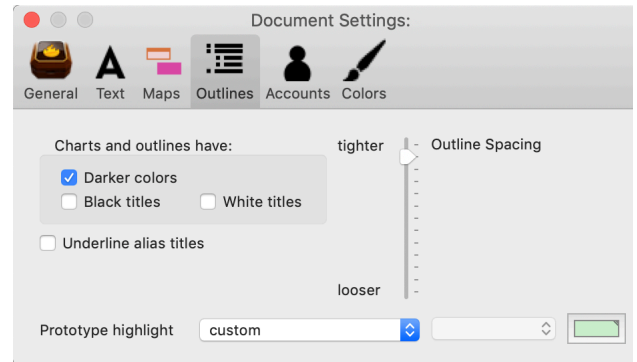 Document Settings:
General Text Maps Outlines Accounts Colors
Charts and outlines have:
Darker colors
Black titles White titles
Underline alias titles
tighter Outline Spacing
looser
Prototype highlight custom